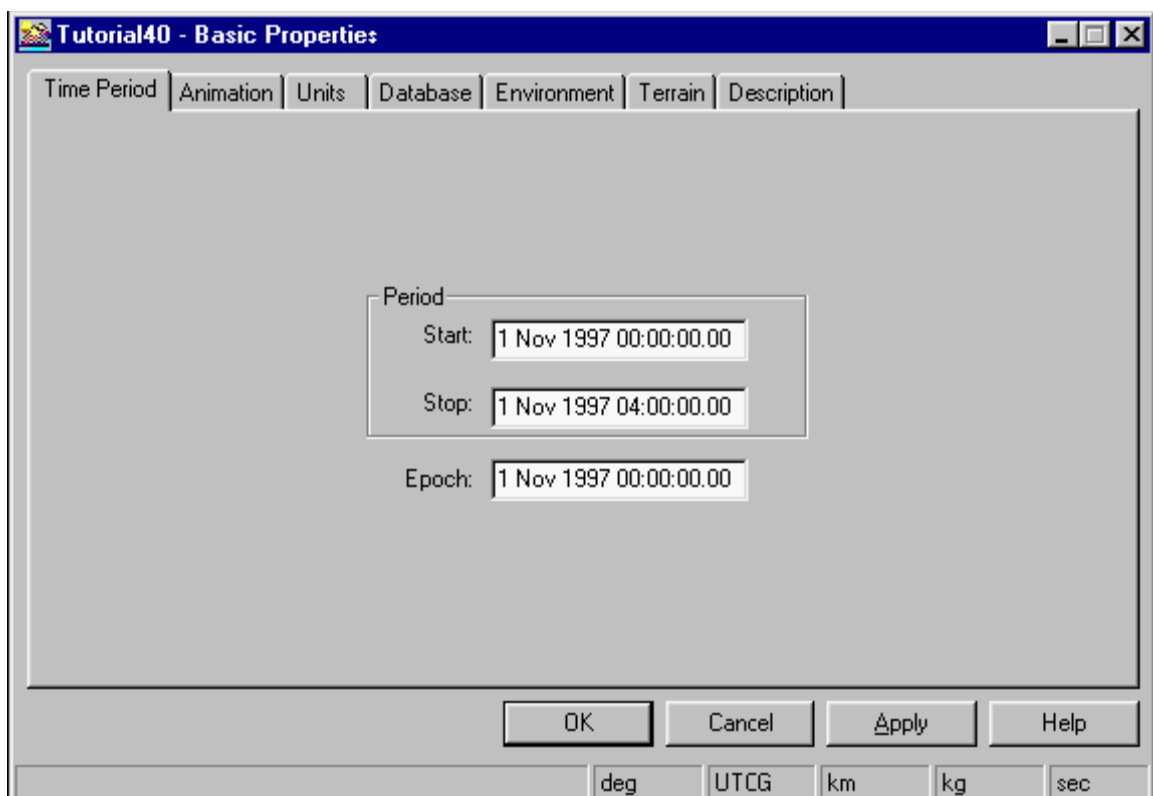 Tutorial40 - Basic Properties
Time Period Animation Units Database Environment Terrain Description
Period
Start: 1 Nov 1997 00:00:00.00
Stop: 1 Nov 1997 04:00:00.00
Epoch: 1 Nov 1997 00:00:00.00
OK Cancel Apply Help
deg UTCG km kg sec